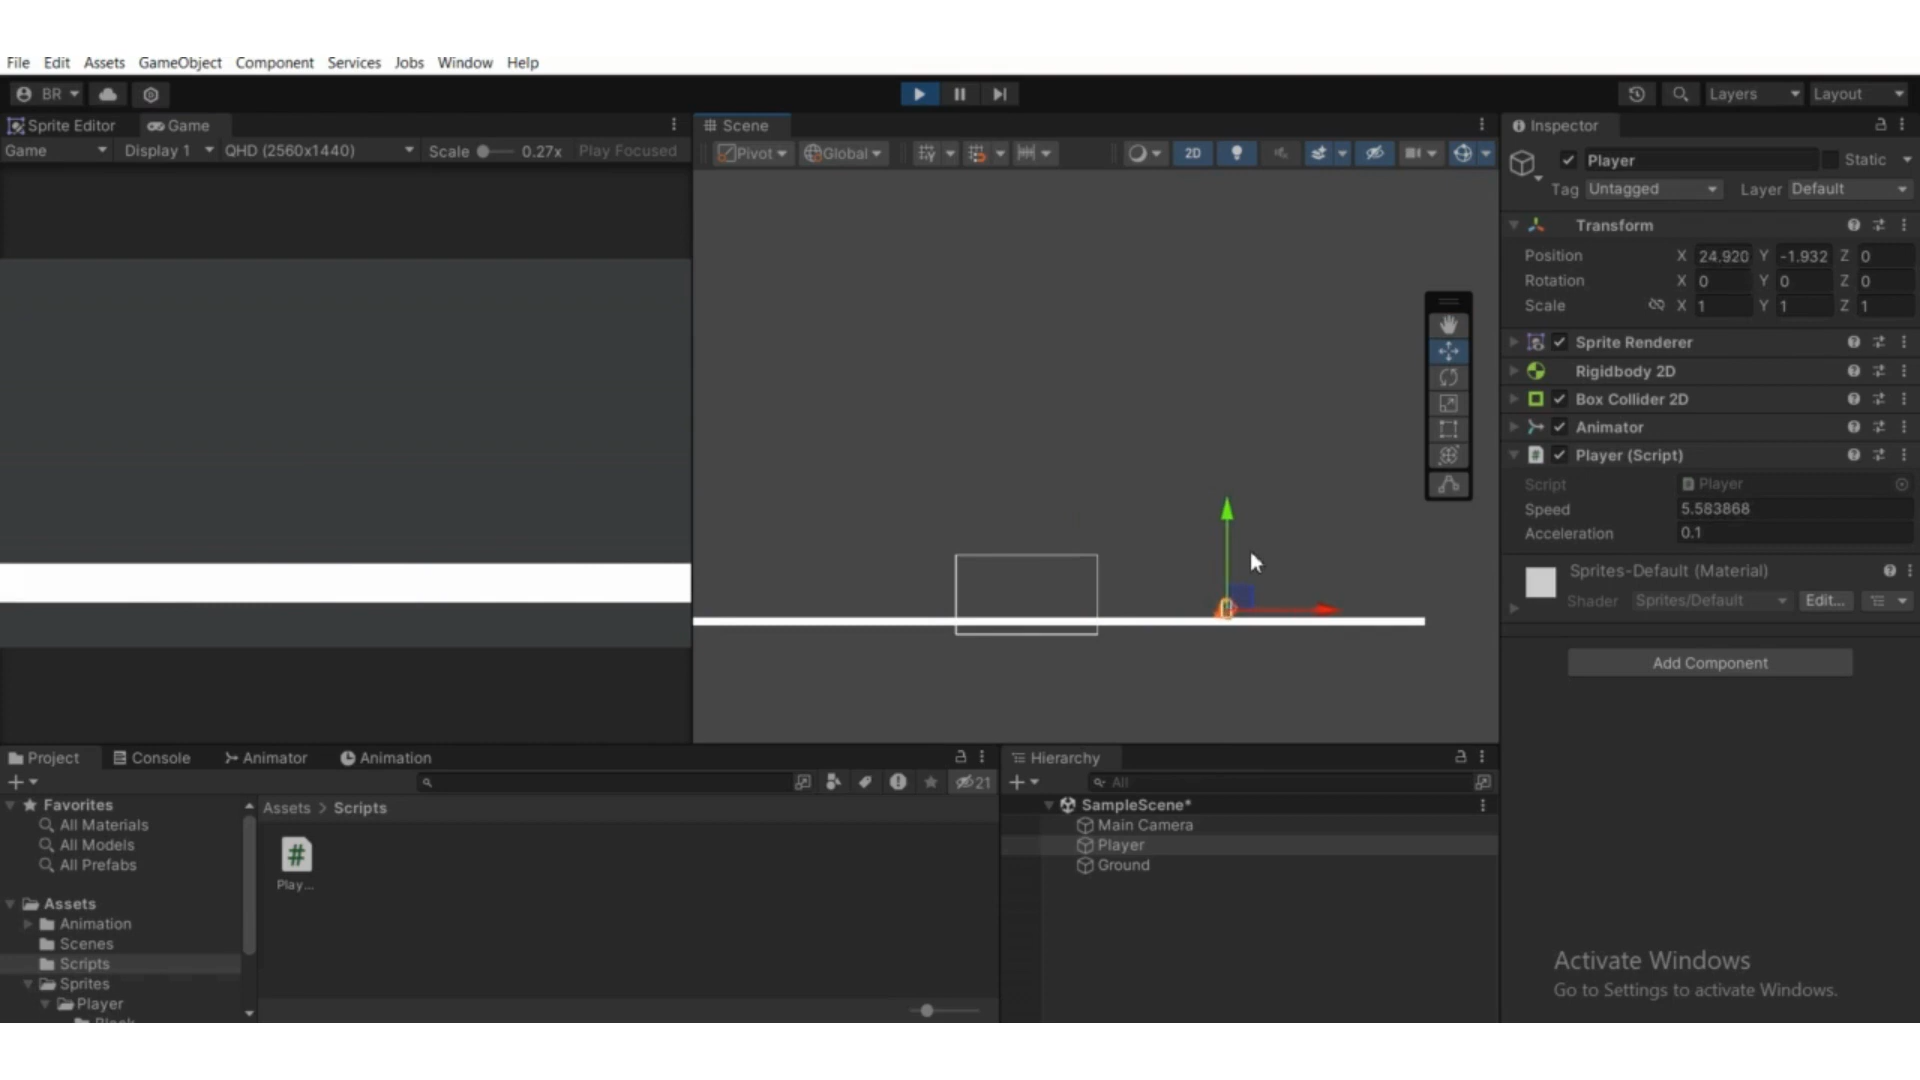 File Edit Assets GameObject Component Services Jobs Window Help
BR Layers Layout
Sprite Editor Game
Game Display 1 QHD (2560x1440) Scale 0.27x Play Focused
Scene
Pivot Global 2D
Inspector
Player Static
Tag Untagged Layer Default
Transform
Position X 24.920 Y -1.932 Z 0
Rotation X 0 Y 0 Z 0
Scale X 1 Y 1 Z 1
Sprite Renderer
Rigidbody 2D
Box Collider 2D
Animator
# Player (Script)
Script Player
Speed 5.583868
Acceleration 0.1
Sprites-Default (Material)
Shader Sprites/Default Edit...
Add Component
Project Console Animator Animation
21
Favorites
All Materials
All Models
All Prefabs
Assets
Animation
Scenes
Scripts
Sprites
Player
Assets > Scripts
#
Play...
Hierarchy
All
SampleScene*
Main Camera
Player
Ground
Activate Windows
Go to Settings to activate Windows.